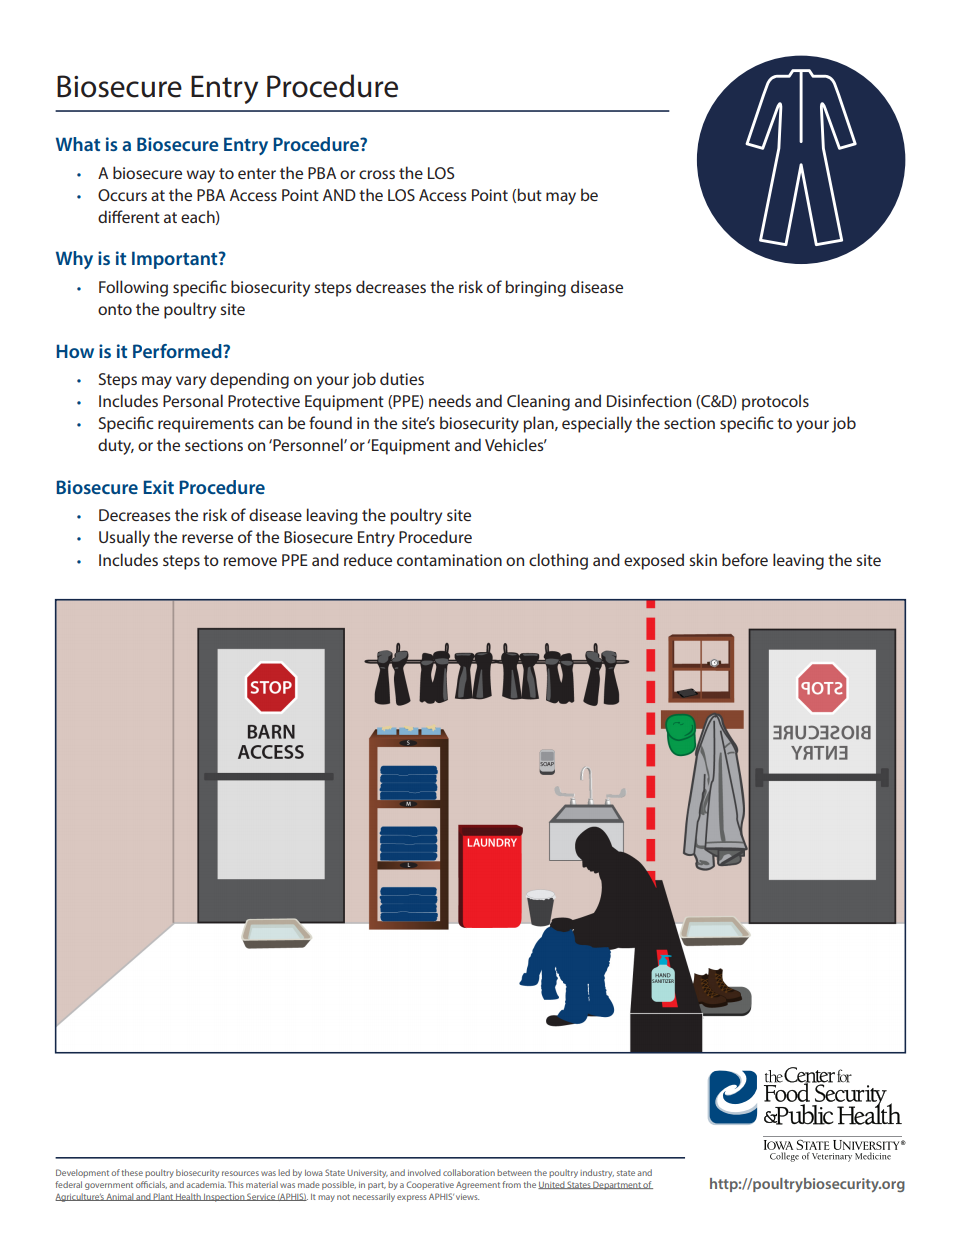 Biosecure Entry Procedure
What is a Biosecure Entry Procedure?
• A biosecure way to enter the PBA or cross the LOS
• Occurs at the PBA Access Point AND the LOS Access Point (but may be
different at each)
Why is it Important?
• Following specific biosecurity steps decreases the risk of bringing disease
onto the poultry site
How is it Performed?
• Steps may vary depending on your job duties
• Includes Personal Protective Equipment (PPE) needs and Cleaning and Disinfection (C&D) protocols
• Specific requirements can be found in the site's biosecurity plan, especially the section specific to your job
duty, or the sections on 'Personnel' or 'Equipment and Vehicles'
Biosecure Exit Procedure
• Decreases the risk of disease leaving the poultry site
• Usually the reverse of the Biosecure Entry Procedure
• Includes steps to remove PPE and reduce contamination on clothing and exposed skin before leaving the site
STOP
BARN
ACCESS
S
M
L
SOAP
LAUNDRY
STOP
BIOSECURE
ENTRY
HAND
SANITIZER
the Center for
Food Security
&Public Health
IOWA STATE UNIVERSITY®
College of Veterinary Medicine
Development of these poultry biosecurity resources was led by Iowa State University, and involved collaboration between the poultry industry, state and
federal government officials, and academia. This material was made possible, in part, by a Cooperative Agreement from the United States Department of
Agriculture's Animal and Plant Health Inspection Service (APHIS). It may not necessarily express APHIS' views.
http://poultrybiosecurity.org